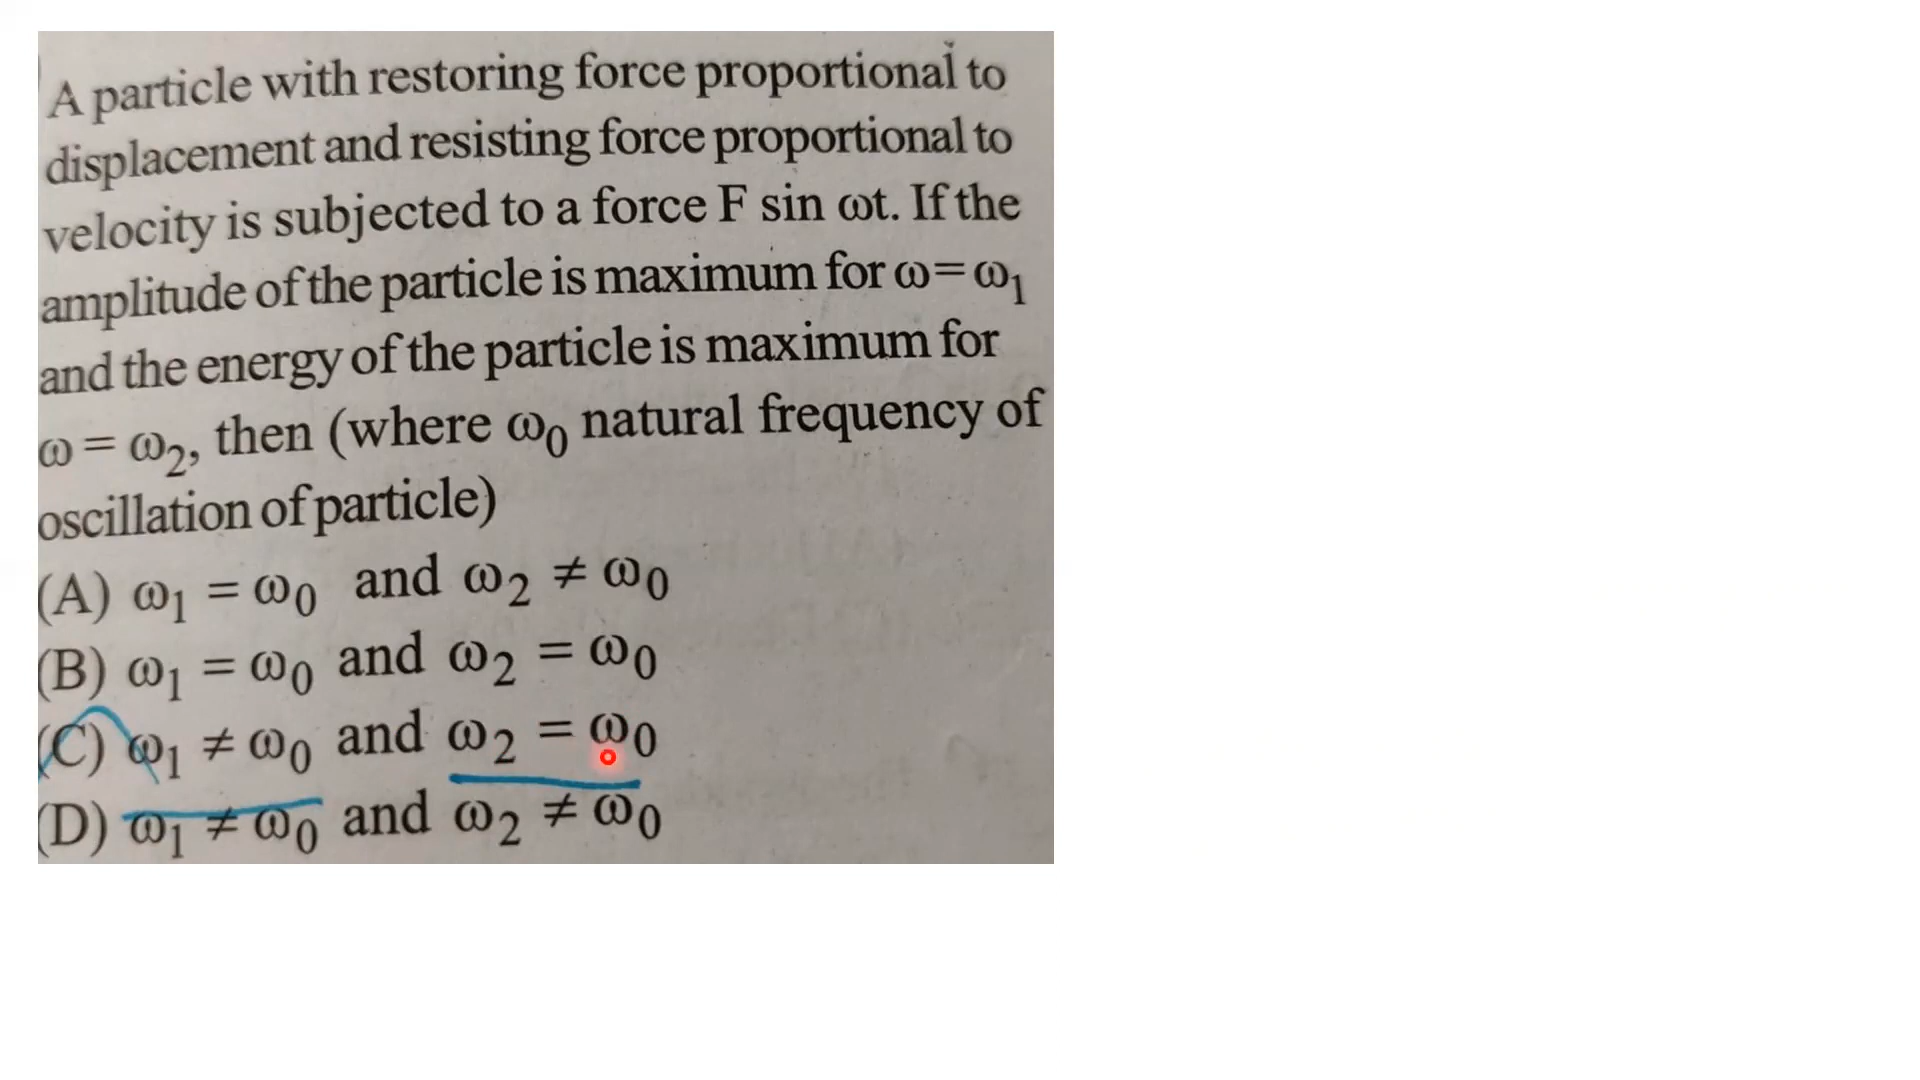 A particle with restoring force proportional to
displacement and resisting force proportional to
velocity is subjected to a force F sin ωt. If the
amplitude of the particle is maximum for ω=ω₁
and the energy of the particle is maximum for
ω = ω₂, then (where ω₀ natural frequency of
oscillation of particle)
(A) ω₁ = ω₀ and ω₂ ≠ ω₀
(B) ω₁ = ω₀ and ω₂ = ω₀
(C) ω₁ ≠ ω₀ and ω₂ = ω₀
(D) ω₁ ≠ ω₀ and ω₂ ≠ ω₀